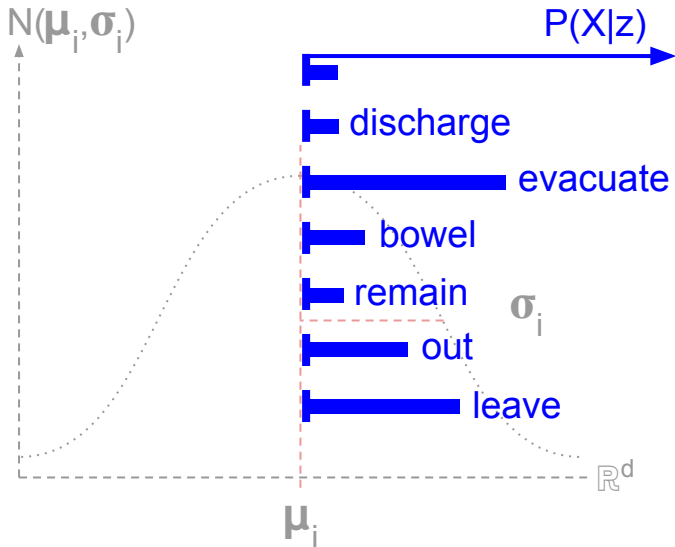 N(μi,σi)
P(X|z)
discharge
evacuate
bowel
remain
σi
out
leave
ℝd
μi